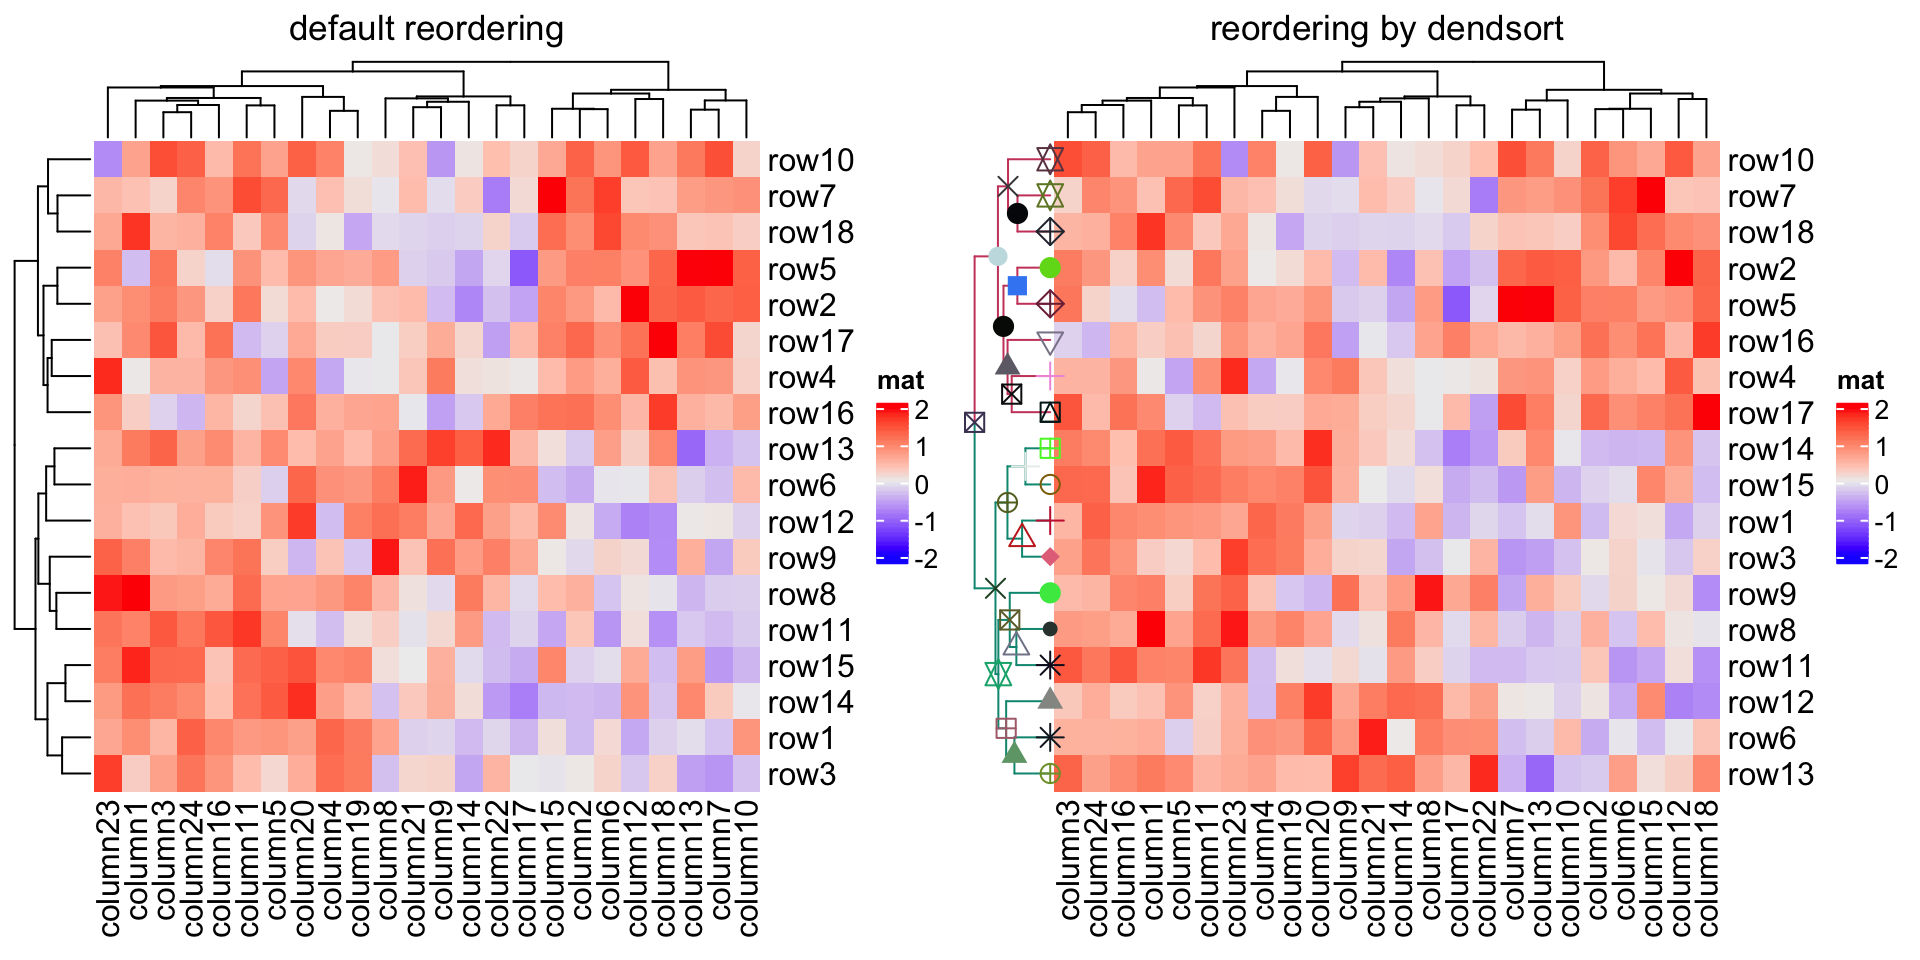 default reordering
row10
row7
row18
row5
row2
row17
row4
row16
row13
row6
row12
row9
row8
row11
row15
row14
row1
row3
column23
column1
column3
column24
column16
column11
column5
column20
column4
column19
column8
column21
column9
column14
column22
column17
column15
column2
column6
column12
column18
column13
column7
column10
mat
2
1
0
-1
-2
reordering by dendsort
row10
row7
row18
row2
row5
row16
row4
row17
row14
row15
row1
row3
row9
row8
row11
row12
row6
row13
column3
column24
column16
column1
column5
column11
column23
column4
column19
column20
column9
column21
column14
column8
column17
column22
column7
column13
column10
column2
column6
column15
column12
column18
mat
2
1
0
-1
-2